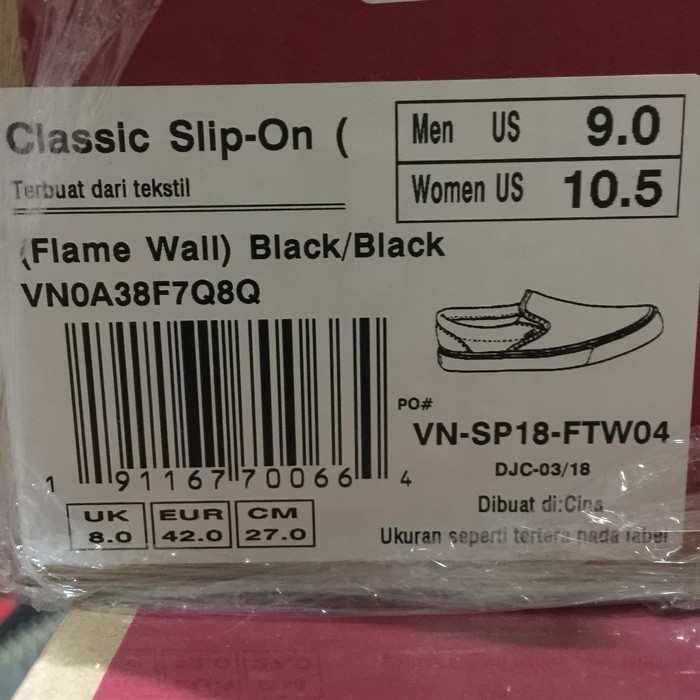 Classic Slip-On (
Terbuat dari tekstil
Men US 9.0
Women US 10.5
(Flame Wall) Black/Black
VN0A38F7Q8Q
PO#
VN-SP18-FTW04
DJC-03/18
1 91167 70066 4
Dibuat di:Cina
UK 8.0
EUR 42.0
CM 27.0
Ukuran seperti tertera pada label